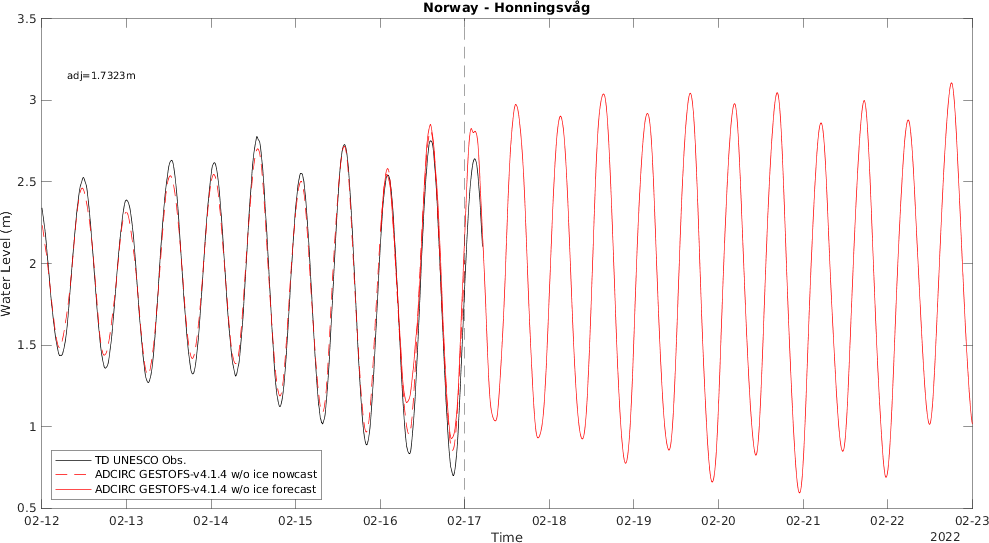 Norway - Honningsvåg
3.5
adj=1.7323m
3
2.5
2
1.5
1
0.5
Water Level (m)
TD UNESCO Obs.
ADCIRC GESTOFS-v4.1.4 w/o ice nowcast
ADCIRC GESTOFS-v4.1.4 w/o ice forecast
02-12 02-13 02-14 02-15 02-16 02-17 02-18 02-19 02-20 02-21 02-22 02-23
Time
2022